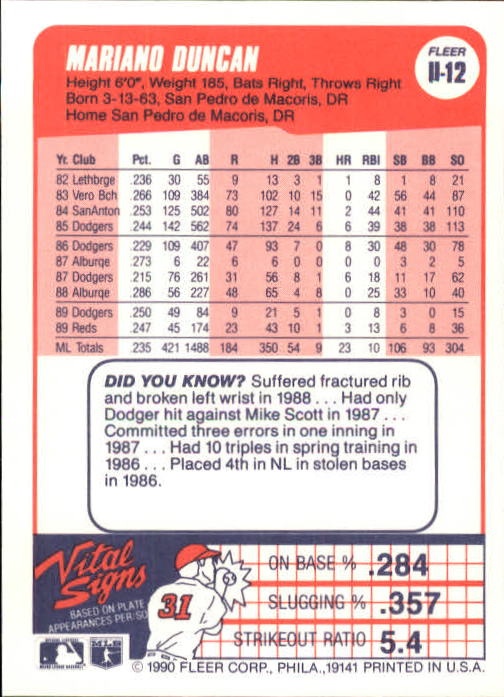 MARIANO DUNCAN
FLEER
U-12
Height 6'0", Weight 185, Bats Right, Throws Right
Born 3-13-63, San Pedro de Macoris, DR
Home San Pedro de Macoris, DR
Yr. Club Pct. G AB R H 2B 3B HR RBI SB BB SO
82 Lethbrge .236 30 55 9 13 3 1 1 8 1 8 21
83 Vero Bch .266 109 384 73 102 10 15 0 42 56 44 87
84 SanAnton .253 125 502 80 127 14 11 2 44 41 41 110
85 Dodgers .244 142 562 74 137 24 6 6 39 38 38 113
86 Dodgers .229 109 407 47 93 7 0 8 30 48 30 78
87 Alburqe .273 6 22 6 6 0 0 0 0 3 2 5
87 Dodgers .215 76 261 31 56 8 1 6 18 11 17 62
88 Alburqe .286 56 227 48 65 4 8 0 25 33 10 40
89 Dodgers .250 49 84 9 21 5 1 0 8 3 0 15
89 Reds .247 45 174 23 43 10 1 3 13 6 8 36
ML Totals .235 421 1488 184 350 54 9 23 10 106 93 304
DID YOU KNOW? Suffered fractured rib
and broken left wrist in 1988 . . . Had only
Dodger hit against Mike Scott in 1987 . . .
Committed three errors in one inning in
1987 . . . Had 10 triples in spring training in
1986 . . . Placed 4th in NL in stolen bases
in 1986.
Vital
Signs
BASED ON PLATE
APPEARANCES PER/SO
31
ON BASE % .284
SLUGGING % .357
STRIKEOUT RATIO 5.4
MLB
© 1990 FLEER CORP., PHILA., 19141 PRINTED IN U.S.A.